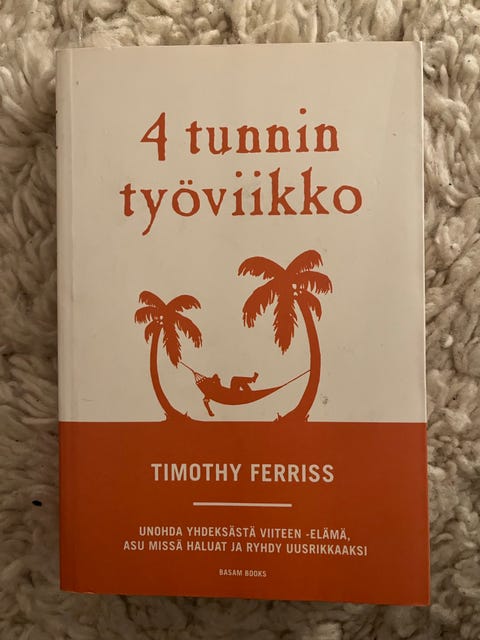 4 tunnin
työviikko
TIMOTHY FERRISS
UNOHDA YHDEKSÄSTÄ VIITEEN -ELÄMÄ,
ASU MISSÄ HALUAT JA RYHDY UUSRIKKAAKSI
BASAM BOOKS